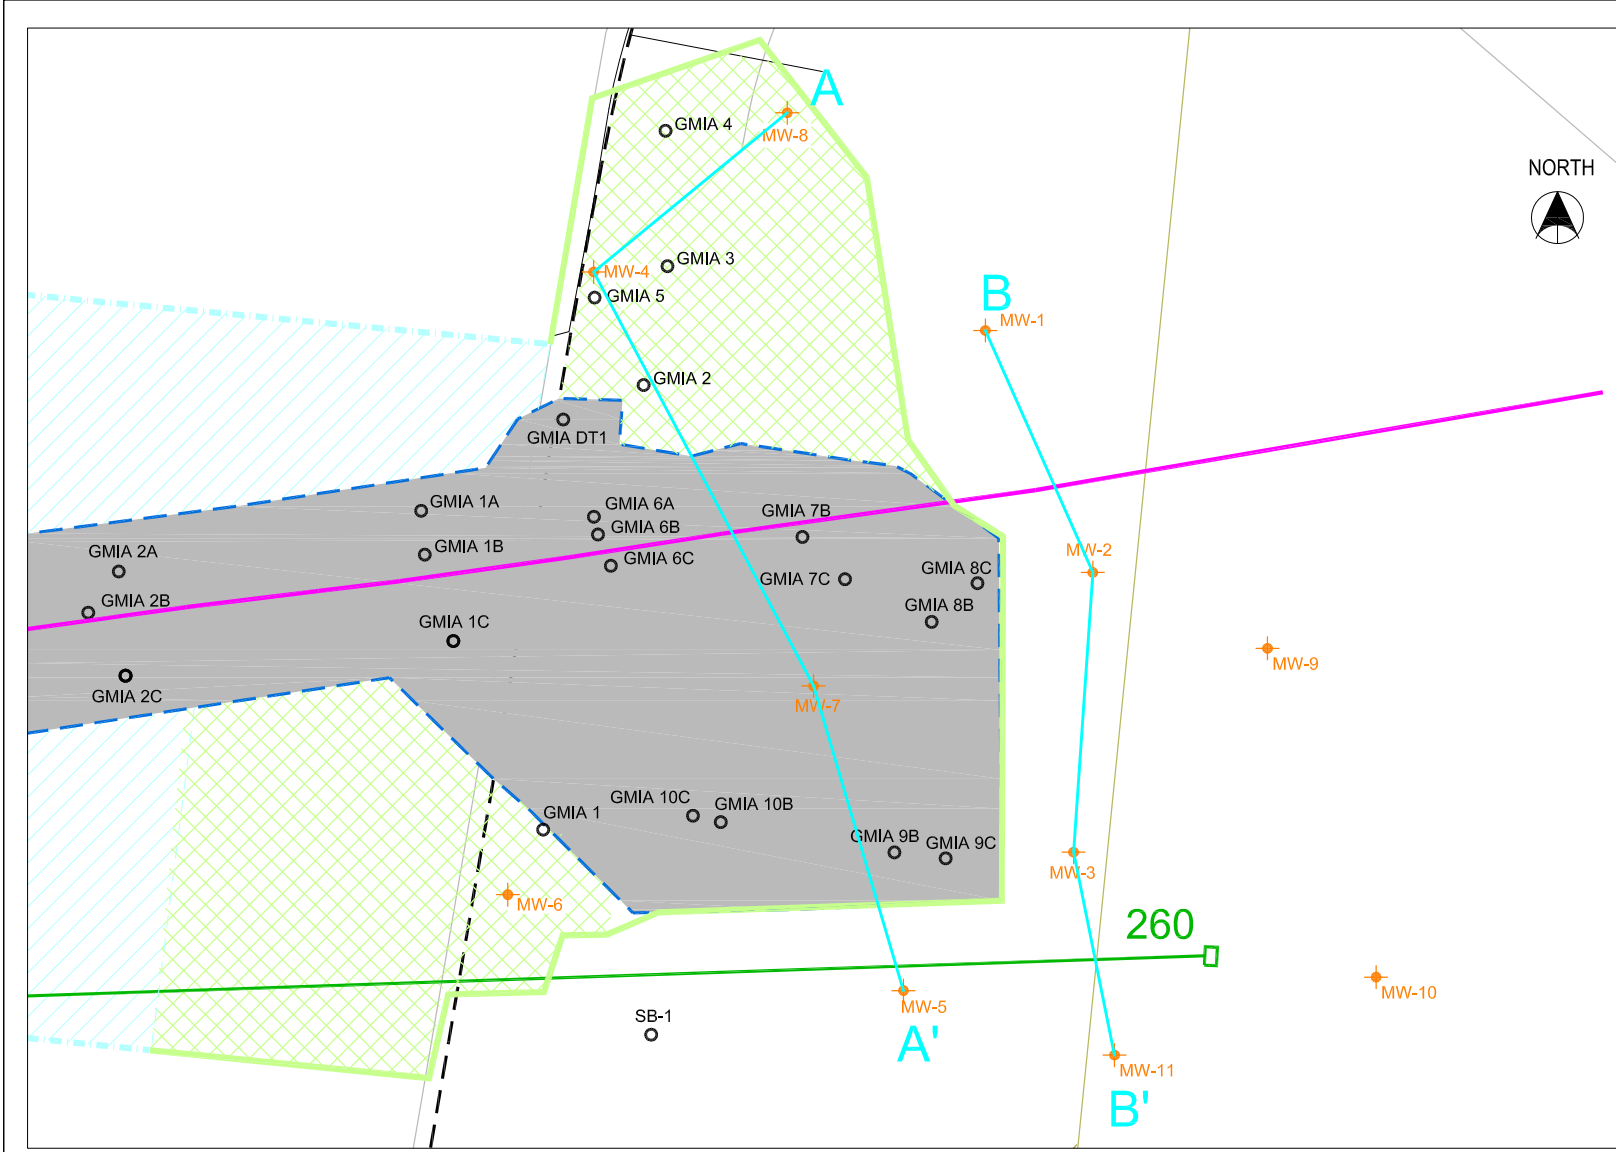 A
GMIA 4
MW-8
NORTH
GMIA 3
MW-4
GMIA 5
B
MW-1
GMIA 2
GMIA DT1
GMIA 1A
GMIA 6A
GMIA 7B
GMIA 6B
GMIA 2A
GMIA 1B
GMIA 6C
MW-2
GMIA 7C
GMIA 8C
GMIA 2B
GMIA 8B
GMIA 1C
MW-9
GMIA 2C
MW-7
GMIA 10C
GMIA 10B
GMIA 1
GMIA 9B
GMIA 9C
MW-3
MW-6
260
MW-10
MW-5
SB-1
A'
MW-11
B'